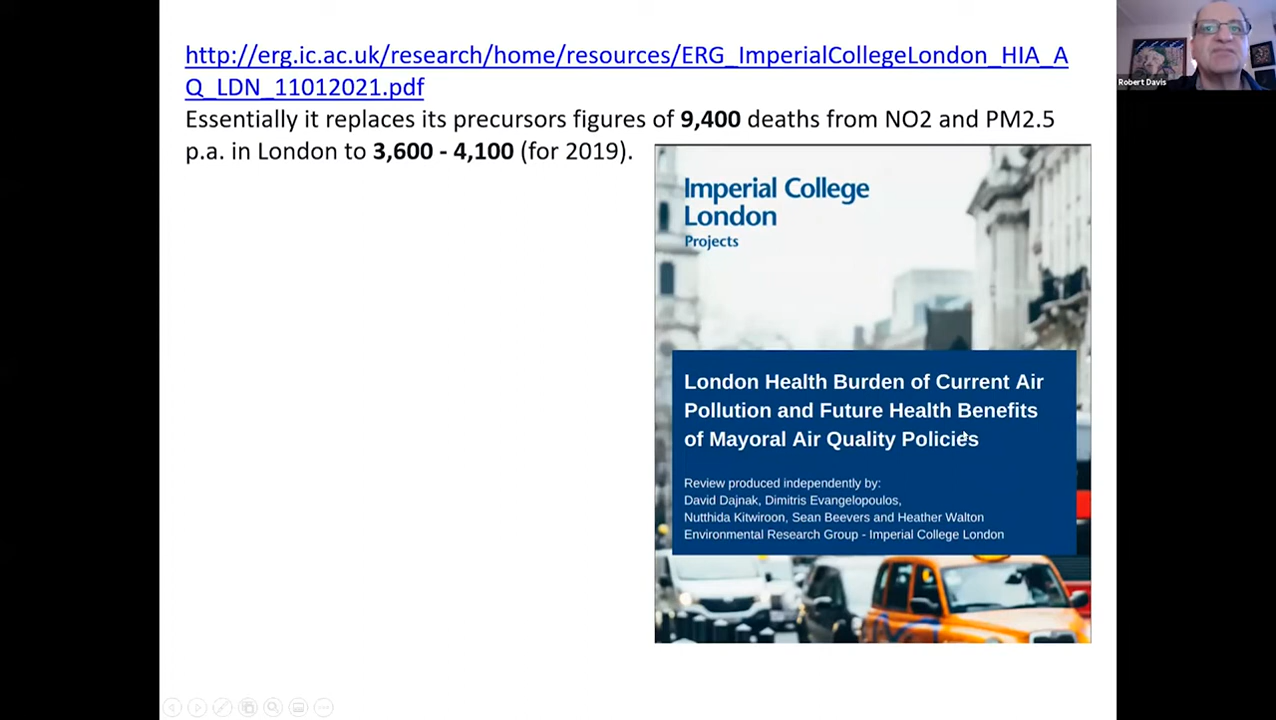 http://erg.ic.ac.uk/research/home/resources/ERG_ImperialCollegeLondon_HIA_A
Q_LDN_11012021.pdf
Essentially it replaces its precursors figures of 9,400 deaths from NO2 and PM2.5
p.a. in London to 3,600 - 4,100 (for 2019).
Imperial College
London
Projects
London Health Burden of Current Air
Pollution and Future Health Benefits
of Mayoral Air Quality Policies
Review produced independently by:
David Dajnak, Dimitris Evangelopoulos,
Nutthida Kitwiroon, Sean Beevers and Heather Walton
Environmental Research Group - Imperial College London
Robert Davis